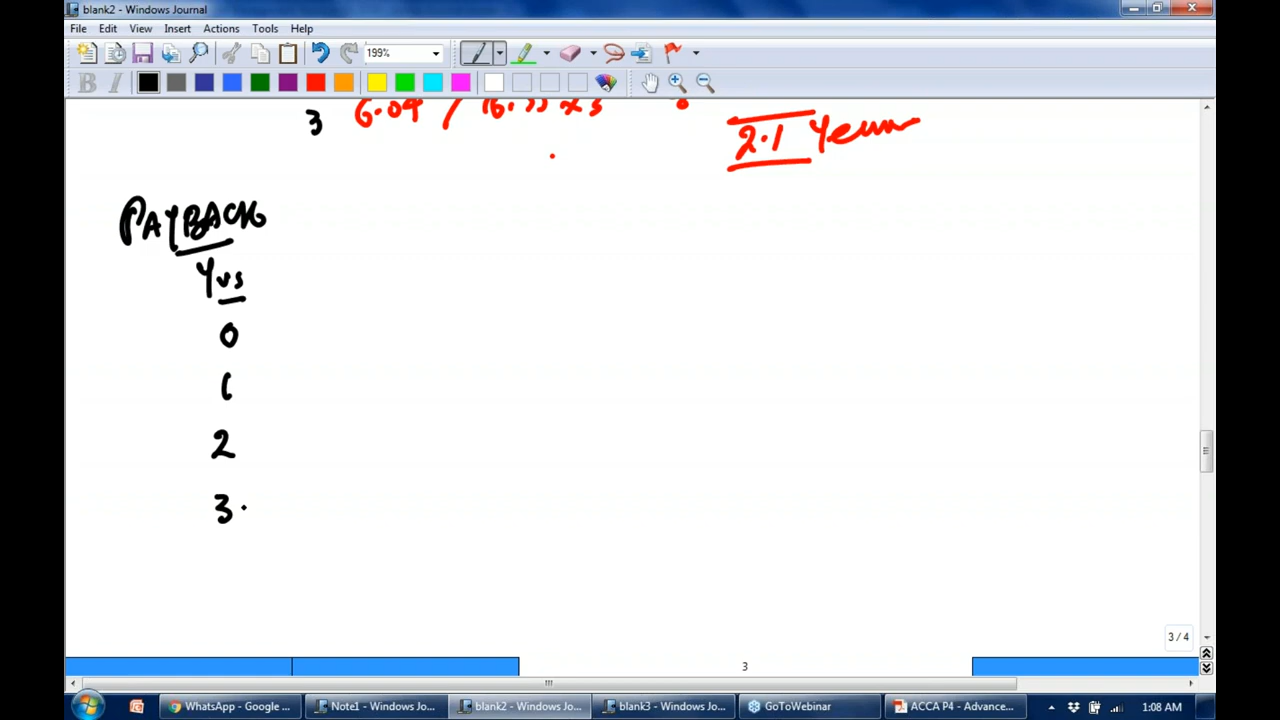 blank2 - Windows Journal
File Edit View Insert Actions Tools Help
199%
B I
3 6.04 / 16.33 x 3
2.1 Years
PAYBACK
Yrs
0
1
2
3
3 / 4
3
WhatsApp - Google ... Note1 - Windows Jo... blank2 - Windows Jo... blank3 - Windows Jo... GoToWebinar ACCA P4 - Advance... 1:08 AM